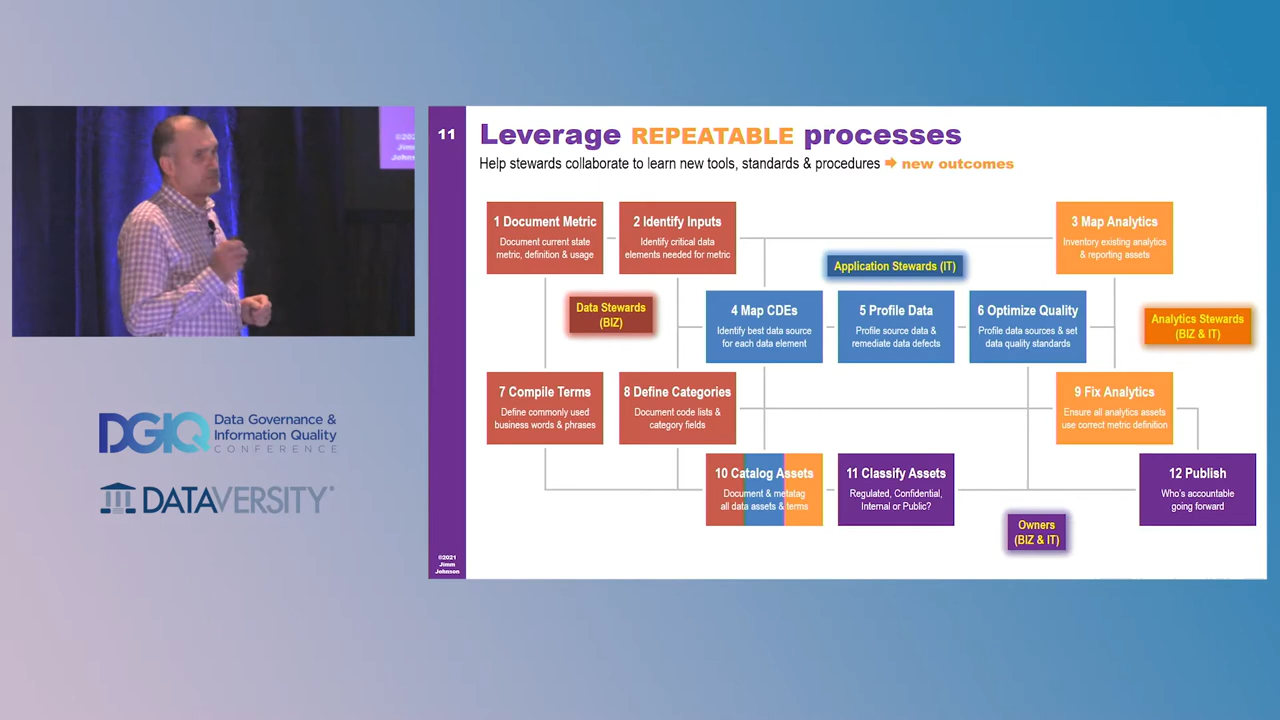 ©202
Jimm
Johns
DGIQ
Data Governance &
Information Quality
CONFERENCE
DATAVERSITY
11
Leverage REPEATABLE processes
Help stewards collaborate to learn new tools, standards & procedures ➡ new outcomes
1 Document Metric
Document current state
metric, definition & usage
2 Identify Inputs
Identify critical data
elements needed for metric
3 Map Analytics
Inventory existing analytics
& reporting assets
Application Stewards (IT)
Data Stewards
(BIZ)
4 Map CDEs
Identify best data source
for each data element
5 Profile Data
Profile source data &
remediate data defects
6 Optimize Quality
Profile data sources & set
data quality standards
Analytics Stewards
(BIZ & IT)
7 Compile Terms
Define commonly used
business words & phrases
8 Define Categories
Document code lists &
category fields
9 Fix Analytics
Ensure all analytics assets
use correct metric definition
10 Catalog Assets
Document & metatag
all data assets & terms
11 Classify Assets
Regulated, Confidential,
Internal or Public?
12 Publish
Who's accountable
going forward
Owners
(BIZ & IT)
©2021
Jimm
Johnson